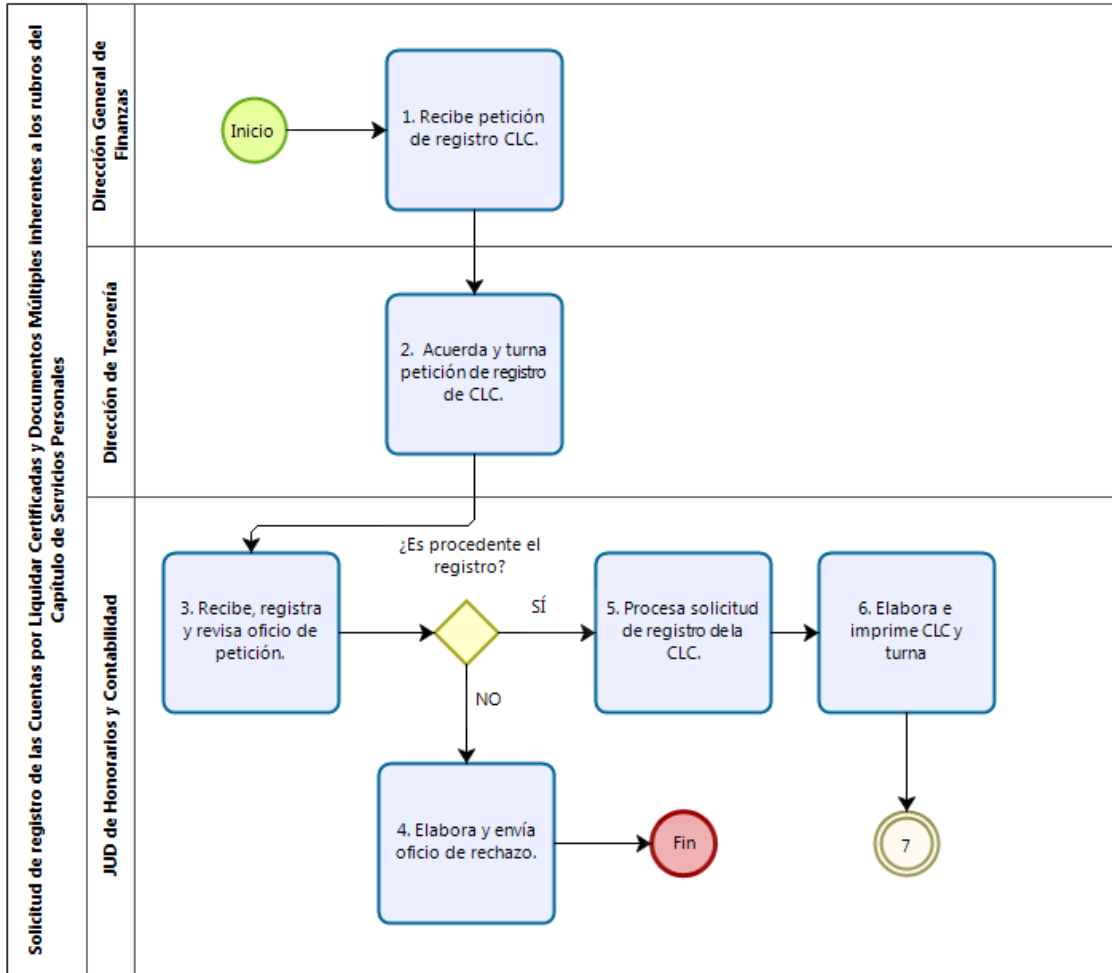 Solicitud de registro de las Cuentas por Liquidar Certificadas y Documentos Múltiples inherentes a los rubros del
Capítulo de Servicios Personales
Dirección General de
Finanzas
Inicio
1. Recibe petición
de registro CLC.
Dirección de Tesorería
2. Acuerda y turna
petición de registro
de CLC.
JUD de Honorarios y Contabilidad
3. Recibe, registra
y revisa oficio de
petición.
¿Es procedente el
registro?
SÍ
NO
5. Procesa solicitud
de registro de la
CLC.
6. Elabora e
imprime CLC y
turna
4. Elabora y envía
oficio de rechazo.
Fin
7